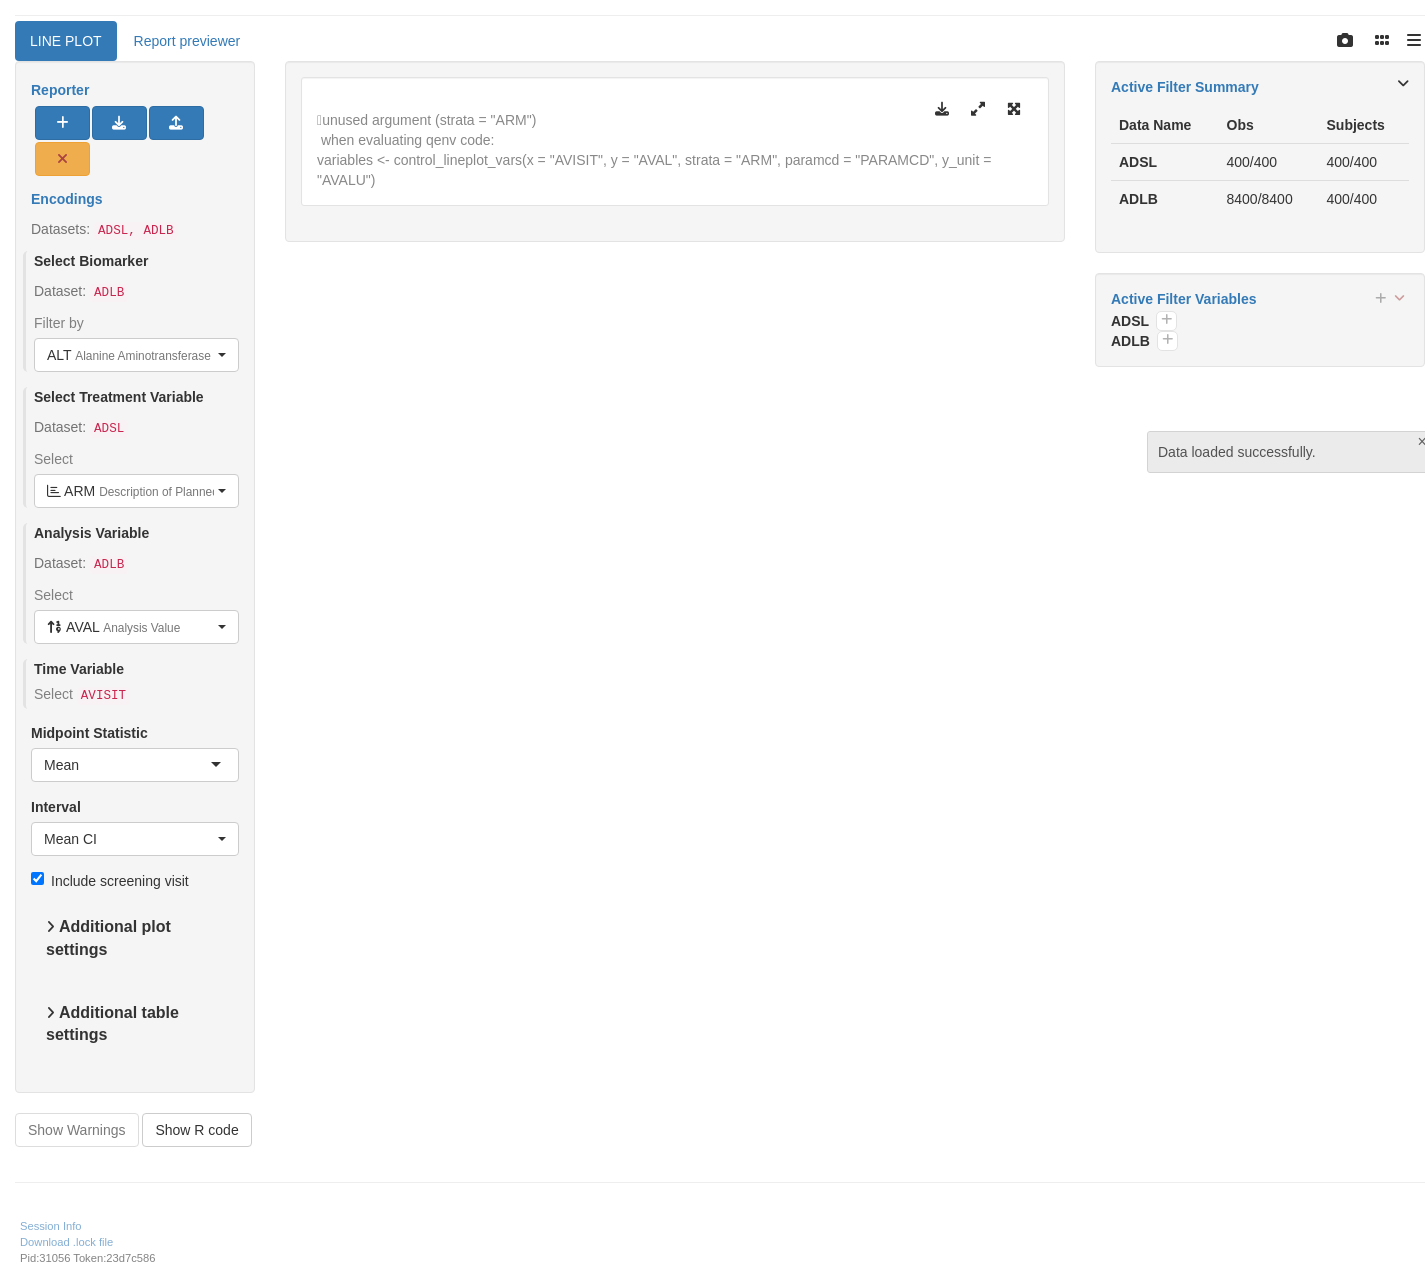 LINE PLOT
Report previewer
Reporter
Encodings
Datasets: ADSL, ADLB
Select Biomarker
Dataset: ADLB
Filter by
ALT Alanine Aminotransferase
Select Treatment Variable
Dataset: ADSL
Select
ARM Description of Planned
Analysis Variable
Dataset: ADLB
Select
AVAL Analysis Value
Time Variable
Select AVISIT
Midpoint Statistic
Mean
Interval
Mean CI
Include screening visit
Additional plot
settings
Additional table
settings
Show Warnings
Show R code
unused argument (strata = "ARM")
when evaluating qenv code:
variables <- control_lineplot_vars(x = "AVISIT", y = "AVAL", strata = "ARM", paramcd = "PARAMCD", y_unit =
"AVALU")
Active Filter Summary
Data Name Obs Subjects
ADSL 400/400 400/400
ADLB 8400/8400 400/400
Active Filter Variables
ADSL
ADLB
Data loaded successfully.
×
Session Info
Download .lock file
Pid:31056 Token:23d7c586